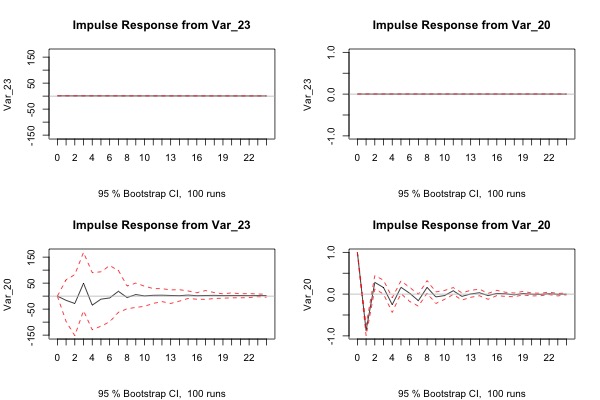 Impulse Response from Var_23
Var_23
150
50
-50
-150
0 2 4 6 8 10 13 16 19 22
95 % Bootstrap CI, 100 runs
Impulse Response from Var_20
Var_23
1.0
0.0
-1.0
0 2 4 6 8 10 13 16 19 22
95 % Bootstrap CI, 100 runs
Impulse Response from Var_23
Var_20
150
50
-50
-150
0 2 4 6 8 10 13 16 19 22
95 % Bootstrap CI, 100 runs
Impulse Response from Var_20
Var_20
1.0
0.0
-1.0
0 2 4 6 8 10 13 16 19 22
95 % Bootstrap CI, 100 runs